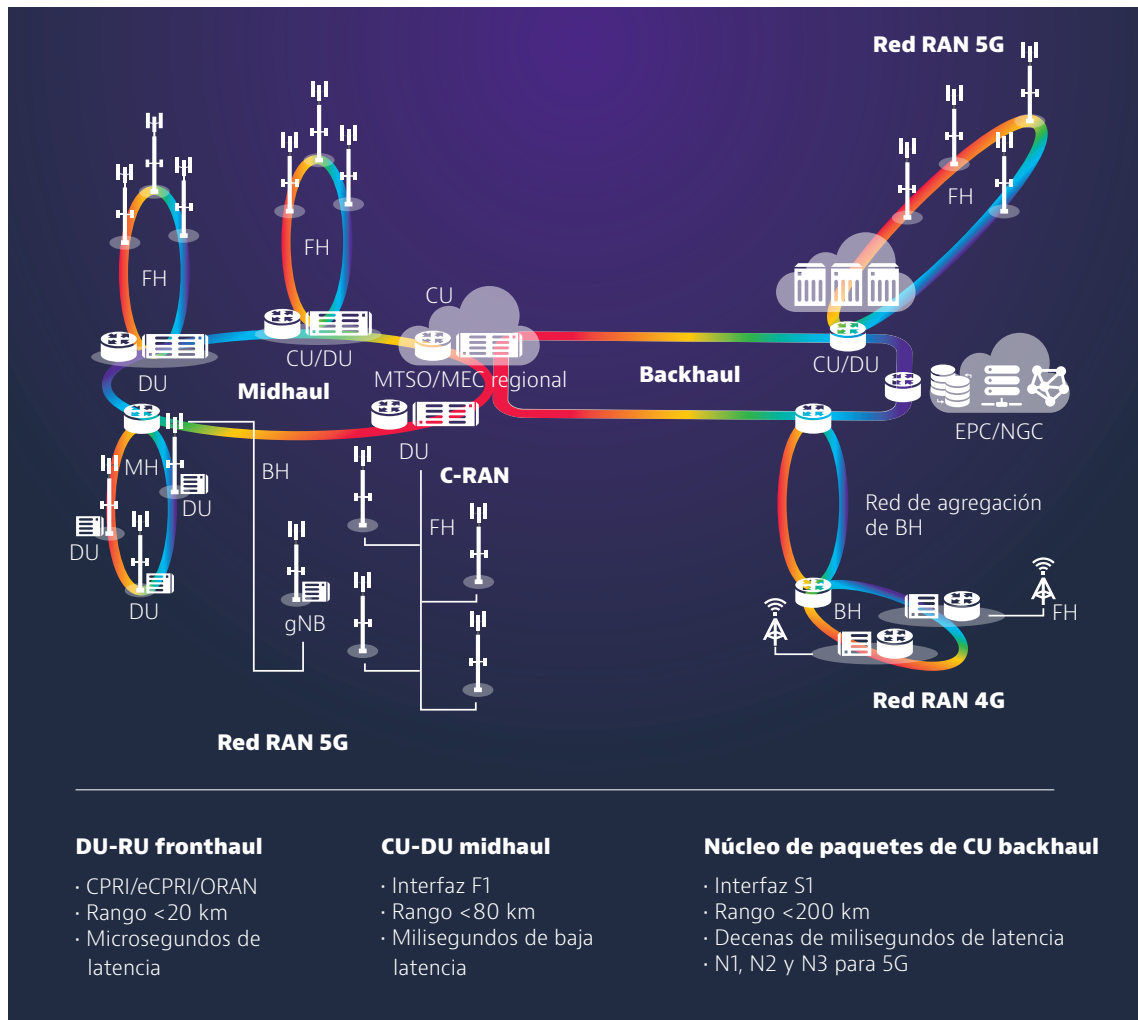 Red RAN 5G
FH
FH
FH
CU
CU/DU
MTSO/MEC regional
CU/DU
DU
Midhaul
Backhaul
EPC/NGC
MH
BH
DU
C-RAN
DU
FH
Red de agregación
de BH
DU
DU
gNB
BH
FH
Red RAN 4G
Red RAN 5G
DU-RU fronthaul
· CPRI/eCPRI/ORAN
· Rango <20 km
· Microsegundos de
latencia
CU-DU midhaul
· Interfaz F1
· Rango <80 km
· Milisegundos de baja
latencia
Núcleo de paquetes de CU backhaul
· Interfaz S1
· Rango <200 km
· Decenas de milisegundos de latencia
· N1, N2 y N3 para 5G